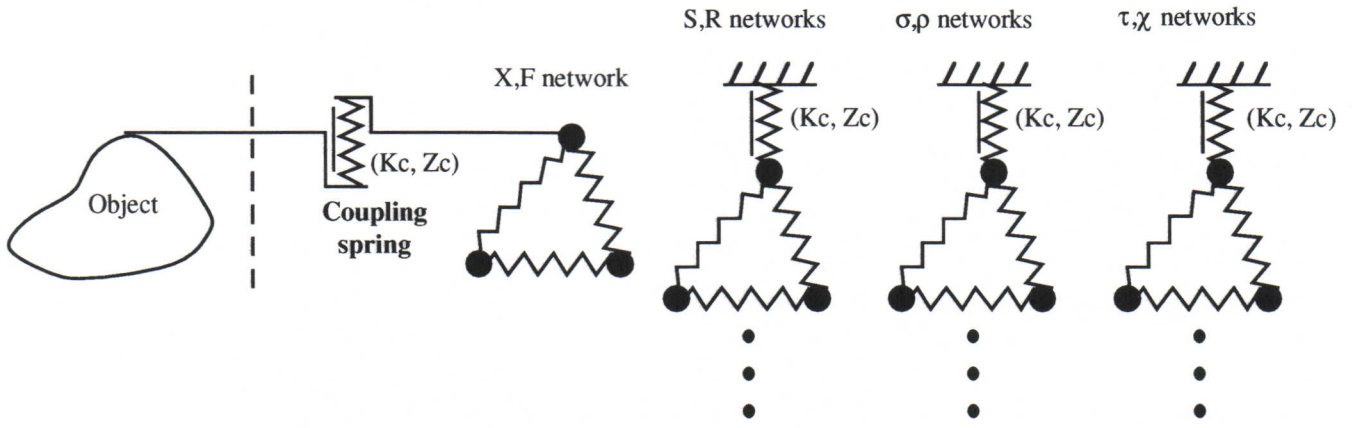 S,R networks
σ,ρ networks
τ,χ networks
X,F network
(Kc, Zc)
(Kc, Zc)
(Kc, Zc)
(Kc, Zc)
Object
Coupling
spring